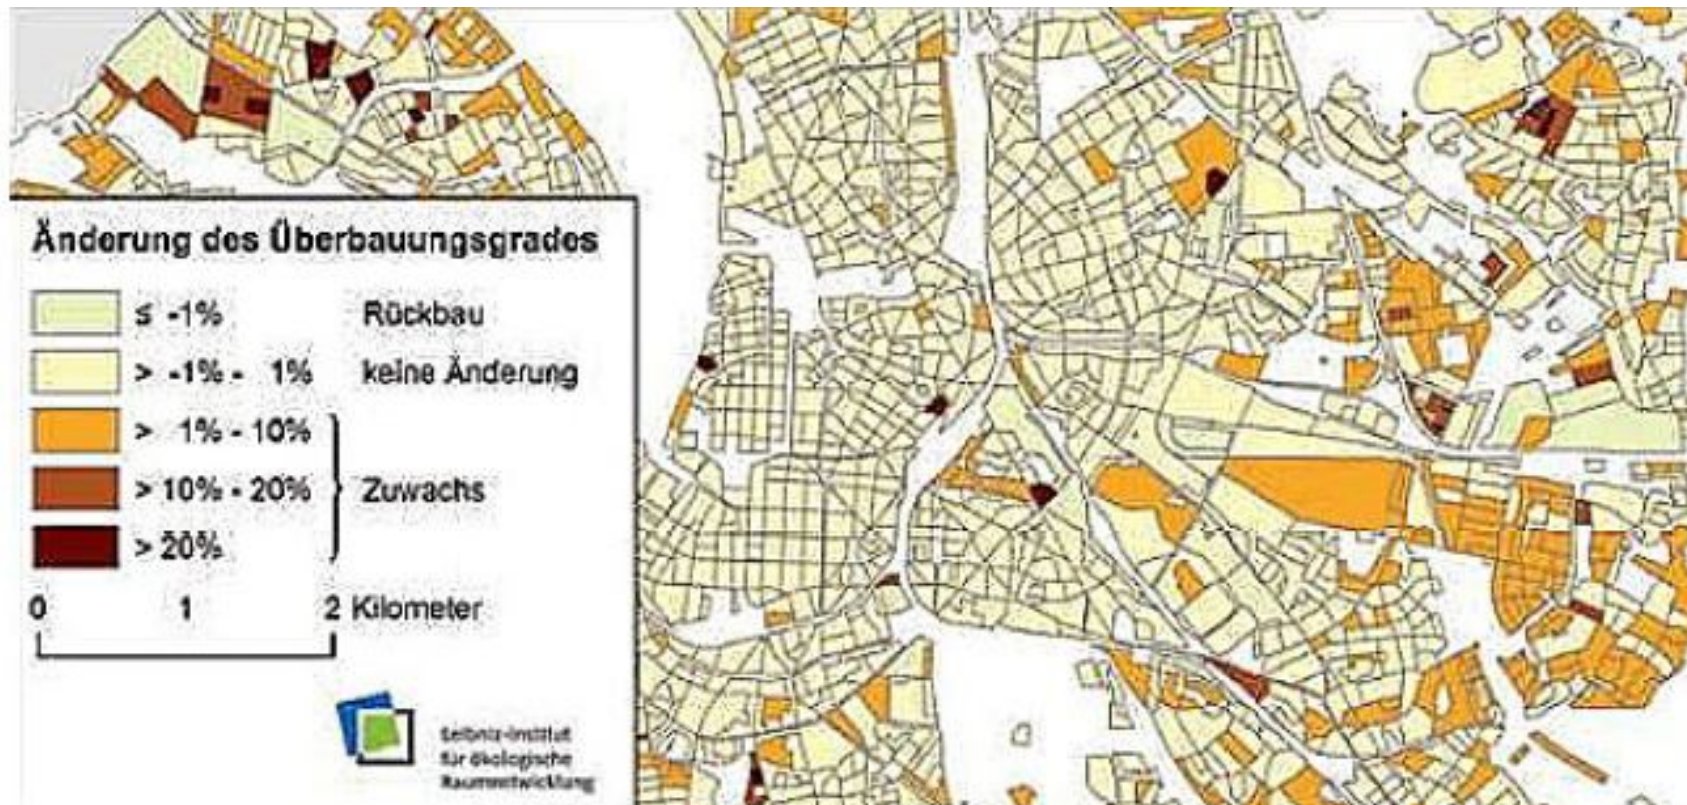 Änderung des Überbauungsgrades
≤ -1% Rückbau
> -1% - 1% keine Änderung
> 1% - 10%
> 10% - 20% Zuwachs
> 20%
0 1 2 Kilometer
Leibniz-Institut
für ökologische
Raumentwicklung